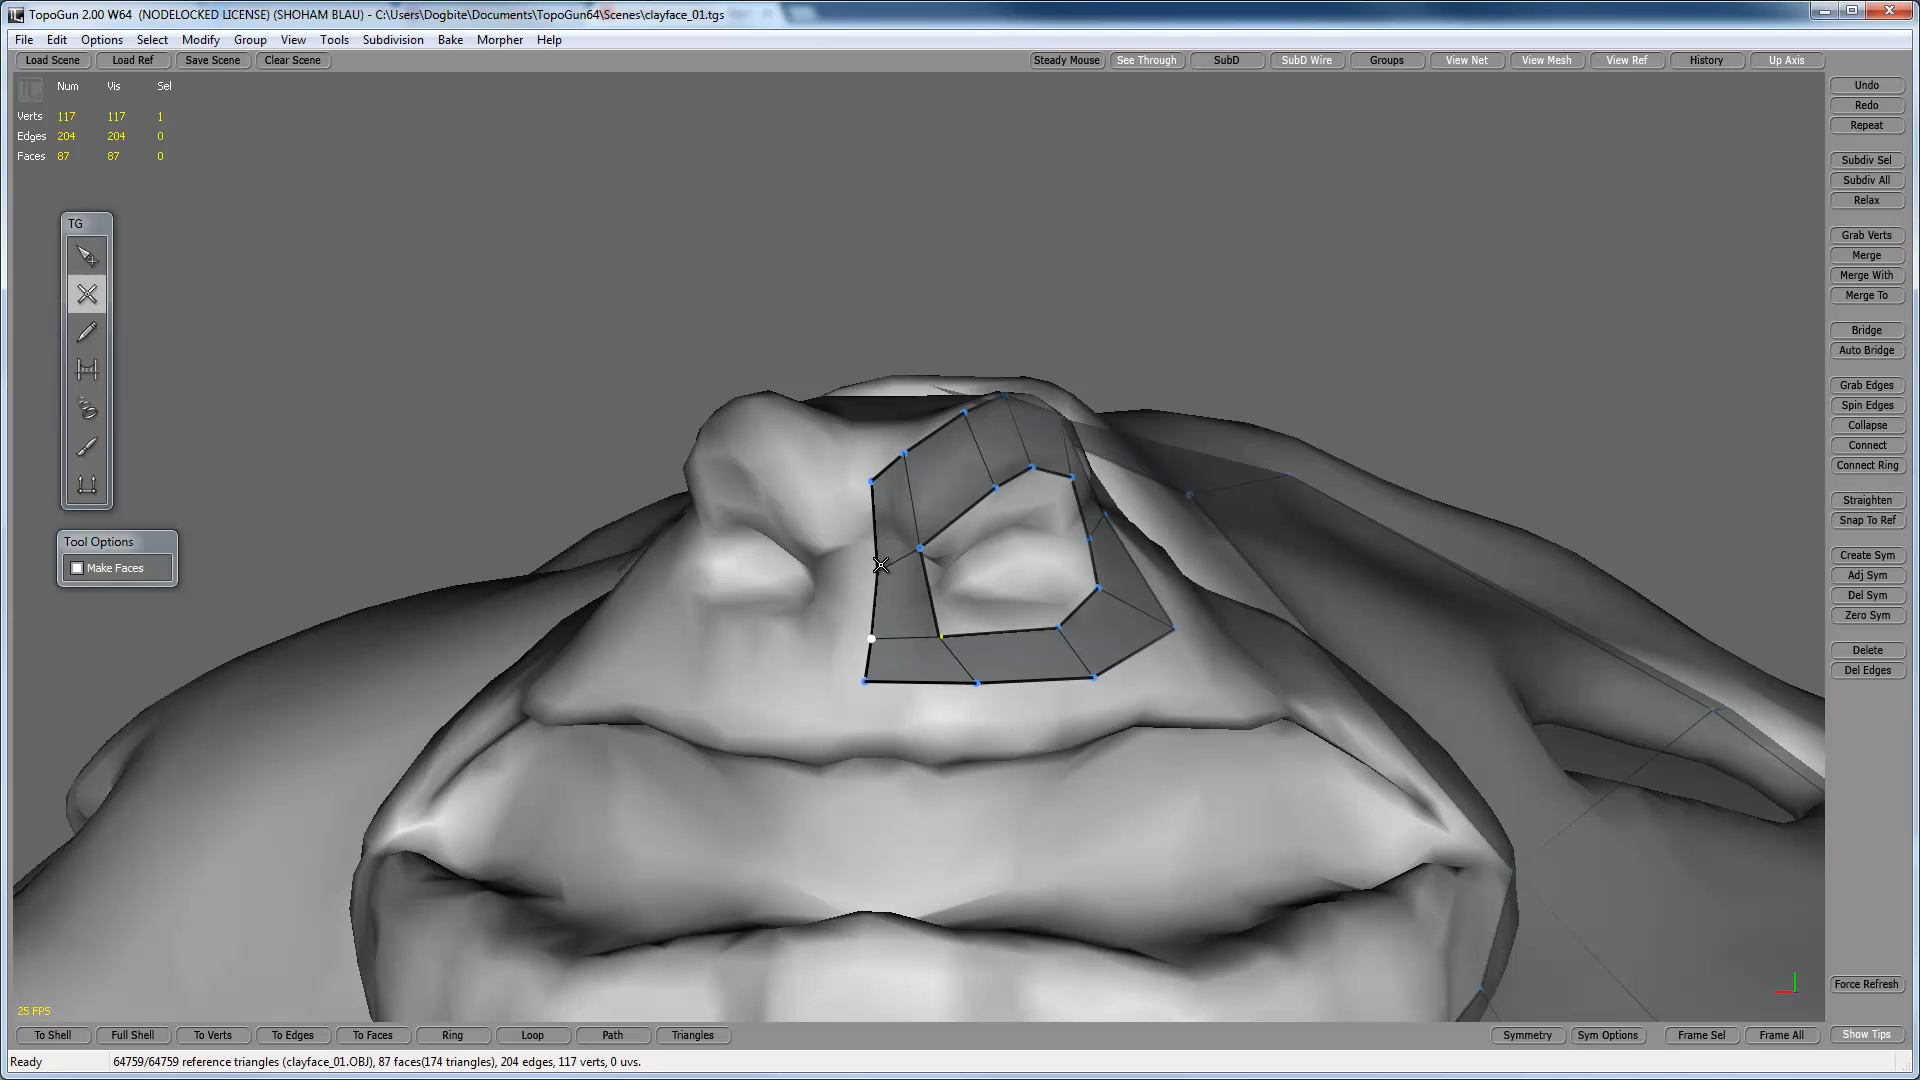 TopoGun 2.00 W64 (NODELOCKED LICENSE) (SHOHAM BLAU) - C:\Users\Dogbite\Documents\TopoGun64\Scenes\clayface_01.tgs
File Edit Options Select Modify Group View Tools Subdivision Bake Morpher Help
Load Scene Load Ref Save Scene Clear Scene Steady Mouse See Through SubD SubD Wire Groups View Net View Mesh View Ref History Up Axis
Num Vis Sel
Verts 117 117 1
Edges 204 204 0
Faces 87 87 0
TG
Tool Options
Make Faces
Undo
Redo
Repeat
Subdiv Sel
Subdiv All
Relax
Grab Verts
Merge
Merge With
Merge To
Bridge
Auto Bridge
Grab Edges
Spin Edges
Collapse
Connect
Connect Ring
Straighten
Snap To Ref
Create Sym
Adj Sym
Del Sym
Zero Sym
Delete
Del Edges
Force Refresh
25 FPS
To Shell Full Shell To Verts To Edges To Faces Ring Loop Path Triangles Symmetry Sym Options Frame Sel Frame All Show Tips
Ready 64759/64759 reference triangles (clayface_01.OBJ), 87 faces(174 triangles), 204 edges, 117 verts, 0 uvs.